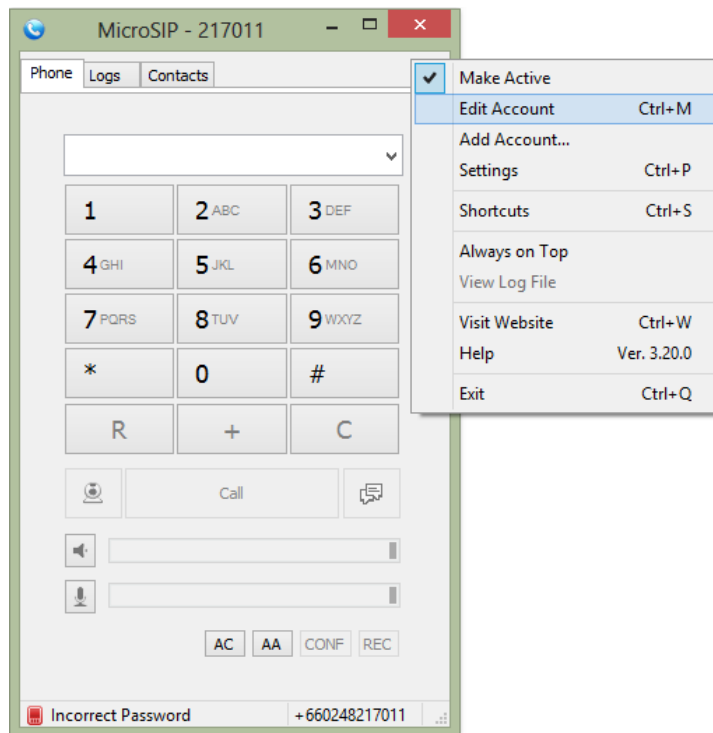 MicroSIP - 217011
Phone Logs Contacts
1 2 ABC 3 DEF
4 GHI 5 JKL 6 MNO
7 PQRS 8 TUV 9 WXYZ
* 0 #
R + C
Call
AC AA CONF REC
Incorrect Password +660248217011
Make Active
Edit Account Ctrl+M
Add Account...
Settings Ctrl+P
Shortcuts Ctrl+S
Always on Top
View Log File
Visit Website Ctrl+W
Help Ver. 3.20.0
Exit Ctrl+Q